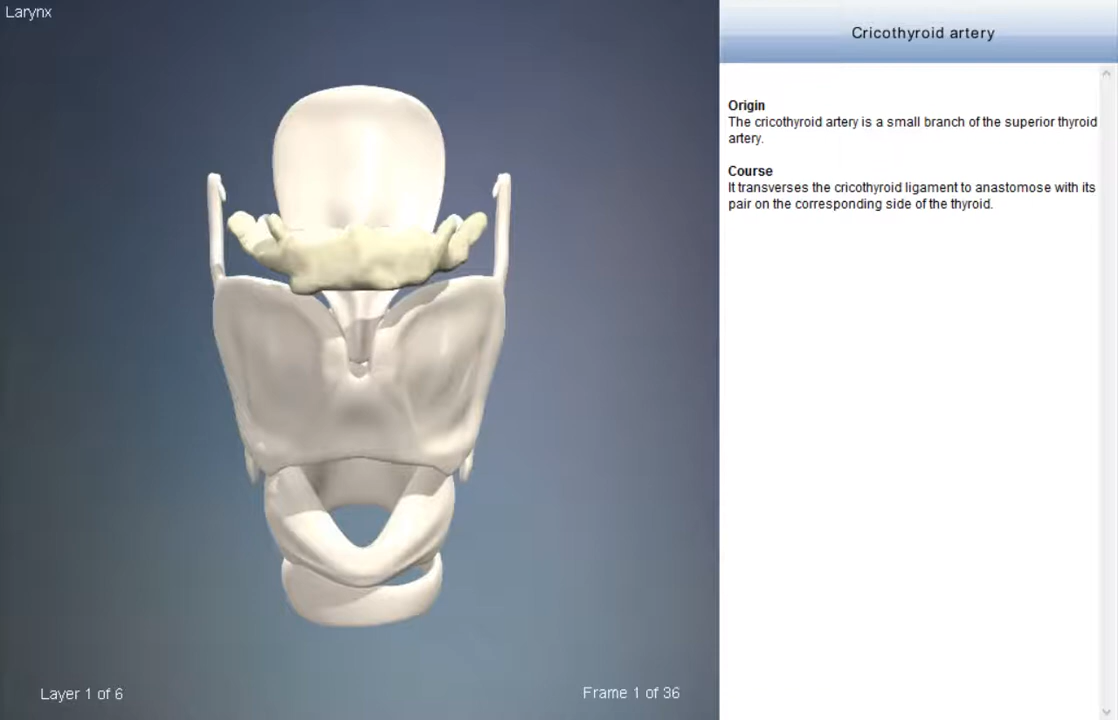 Larynx
Cricothyroid artery
Origin
The cricothyroid artery is a small branch of the superior thyroid
artery.
Course
It transverses the cricothyroid ligament to anastomose with its
pair on the corresponding side of the thyroid.
Layer 1 of 6
Frame 1 of 36